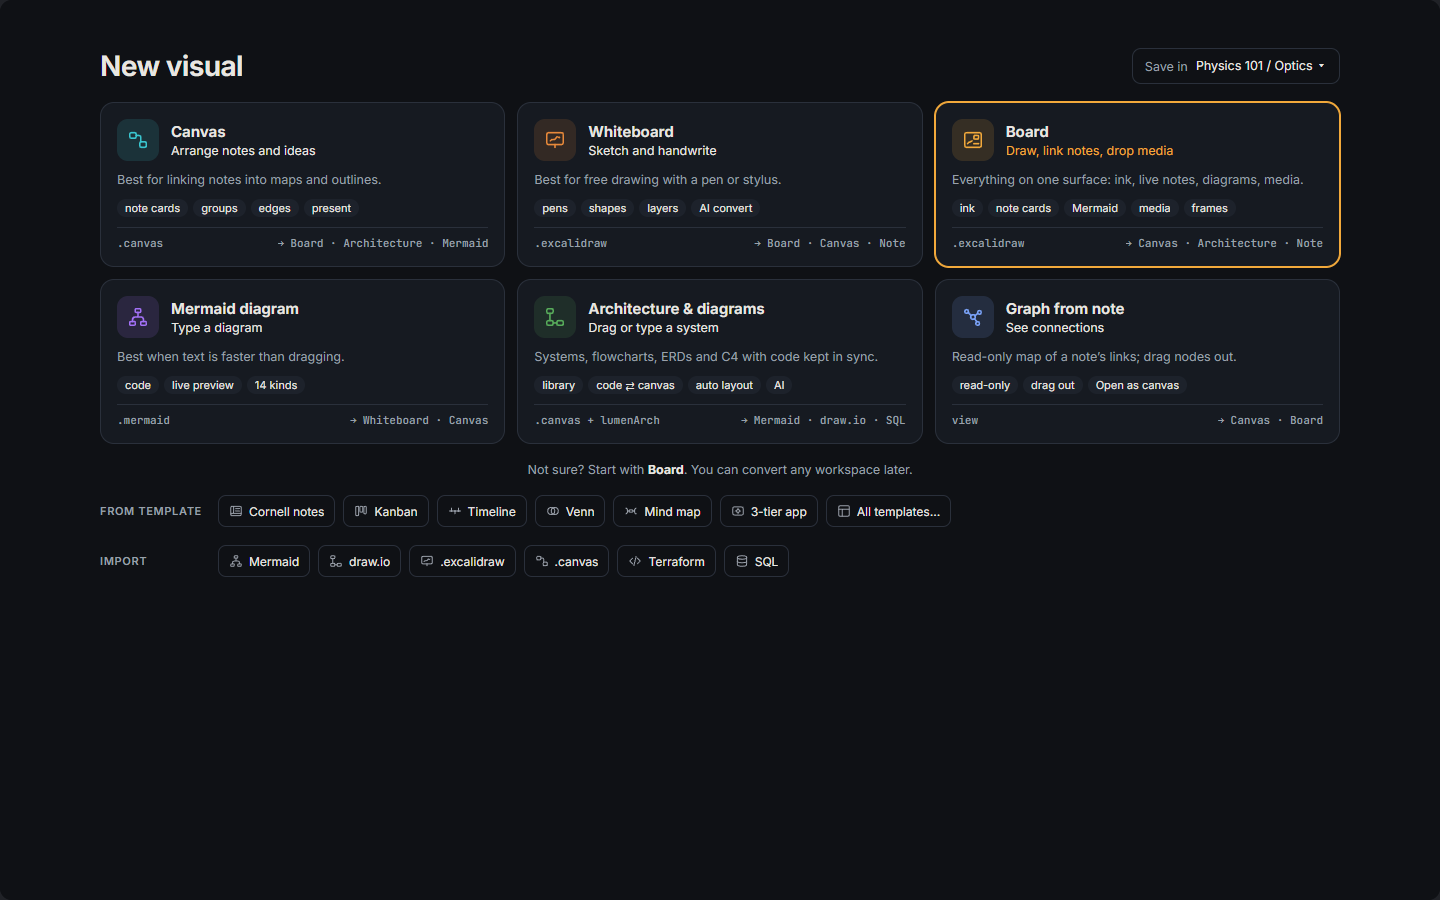 New visual
Save in Physics 101 / Optics
Canvas
Arrange notes and ideas
Best for linking notes into maps and outlines.
note cards groups edges present
.canvas → Board · Architecture · Mermaid
Whiteboard
Sketch and handwrite
Best for free drawing with a pen or stylus.
pens shapes layers AI convert
.excalidraw → Board · Canvas · Note
Board
Draw, link notes, drop media
Everything on one surface: ink, live notes, diagrams, media.
ink note cards Mermaid media frames
.excalidraw → Canvas · Architecture · Note
Mermaid diagram
Type a diagram
Best when text is faster than dragging.
code live preview 14 kinds
.mermaid → Whiteboard · Canvas
Architecture & diagrams
Drag or type a system
Systems, flowcharts, ERDs and C4 with code kept in sync.
library code ⇄ canvas auto layout AI
.canvas + lumenArch → Mermaid · draw.io · SQL
Graph from note
See connections
Read-only map of a note’s links; drag nodes out.
read-only drag out Open as canvas
view → Canvas · Board
Not sure? Start with Board. You can convert any workspace later.
FROM TEMPLATE Cornell notes Kanban Timeline Venn Mind map 3-tier app All templates...
IMPORT Mermaid draw.io .excalidraw .canvas Terraform SQL